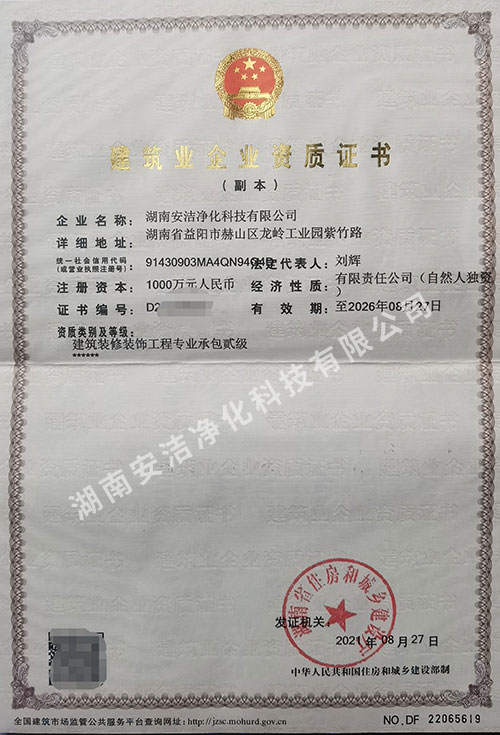 建筑业企业资质证书
(副本)
企业名称: 湖南安洁净化科技有限公司
详细地址: 湖南省益阳市赫山区龙岭工业园紫竹路
统一社会信用代码
(或营业执照注册号): 91430903MA4QN94 法定代表人: 刘辉
注册资本: 1000万元人民币 经济性质: 有限责任公司(自然人独资)
证书编号: D2 有效期: 至2026年08月27日
资质类别及等级:
建筑装修装饰工程专业承包贰级
******
湖南安洁净化科技有限公司
湖南省住房和城乡建设厅
发证机关:
2021年08月27日
中华人民共和国住房和城乡建设部制
全国建筑市场监管公共服务平台查询网址: http://jzsc.mohurd.gov.cn
NO.DF 22065619